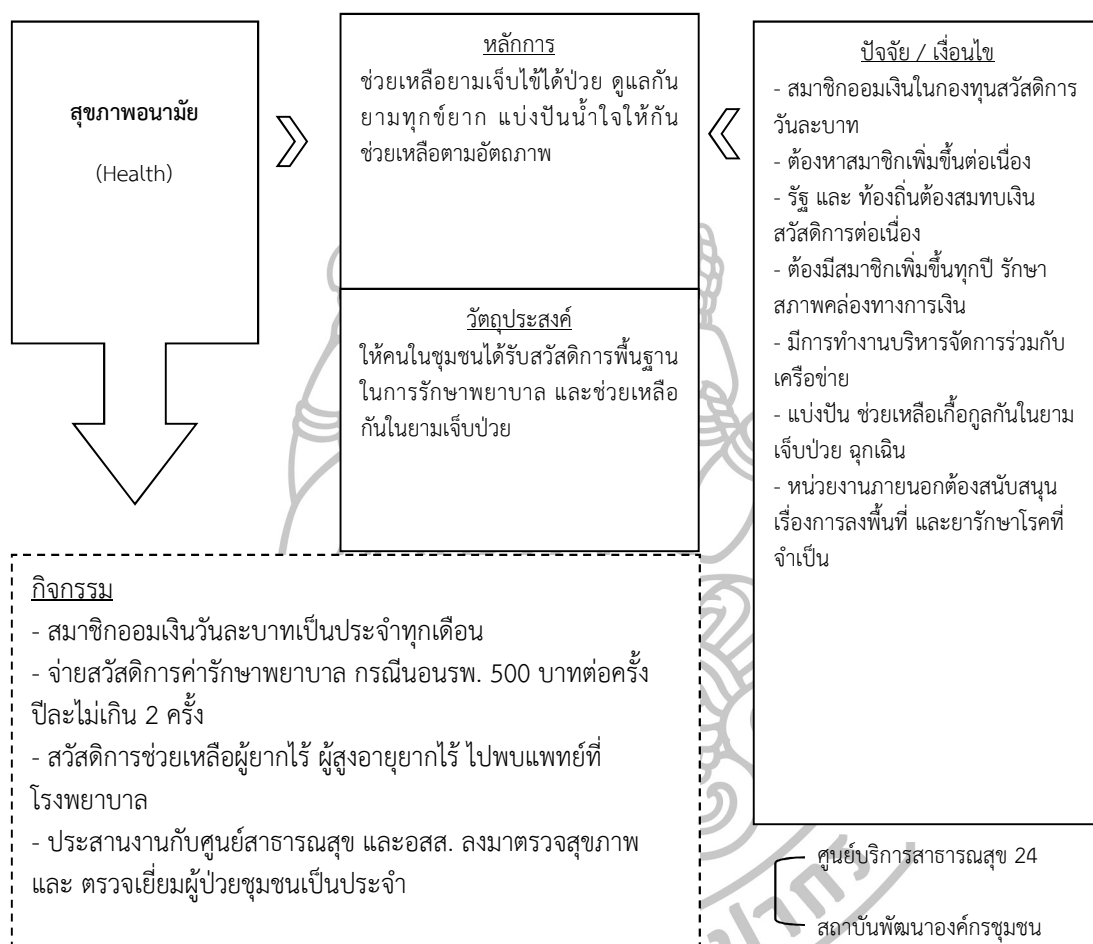 สุขภาพอนามัย
(Health)
หลักการ
ช่วยเหลือยามเจ็บไข้ได้ป่วย ดูแลกัน
ยามทุกข์ยาก แบ่งปันน้ำใจให้กัน
ช่วยเหลือตามอัตถภาพ
วัตถุประสงค์
ให้คนในชุมชนได้รับสวัสดิการพื้นฐาน
ในการรักษาพยาบาล และช่วยเหลือ
กันในยามเจ็บป่วย
ปัจจัย / เงื่อนไข
- สมาชิกออมเงินในกองทุนสวัสดิการ
วันละบาท
- ต้องหาสมาชิกเพิ่มขึ้นต่อเนื่อง
- รัฐ และ ท้องถิ่นต้องสมทบเงิน
สวัสดิการต่อเนื่อง
- ต้องมีสมาชิกเพิ่มขึ้นทุกปี รักษา
สภาพคล่องทางการเงิน
- มีการทำงานบริหารจัดการร่วมกับ
เครือข่าย
- แบ่งปัน ช่วยเหลือเกื้อกูลกันในยาม
เจ็บป่วย ฉุกเฉิน
- หน่วยงานภายนอกต้องสนับสนุน
เรื่องการลงพื้นที่ และยารักษาโรคที่
จำเป็น
กิจกรรม
- สมาชิกออมเงินวันละบาทเป็นประจำทุกเดือน
- จ่ายสวัสดิการค่ารักษาพยาบาล กรณีนอนรพ. 500 บาทต่อครั้ง
ปีละไม่เกิน 2 ครั้ง
- สวัสดิการช่วยเหลือผู้ยากไร้ ผู้สูงอายุยากไร้ ไปพบแพทย์ที่
โรงพยาบาล
- ประสานงานกับศูนย์สาธารณสุข และอสส. ลงมาตรวจสุขภาพ
และ ตรวจเยี่ยมผู้ป่วยชุมชนเป็นประจำ
ศูนย์บริการสาธารณสุข 24
สถาบันพัฒนาองค์กรชุมชน